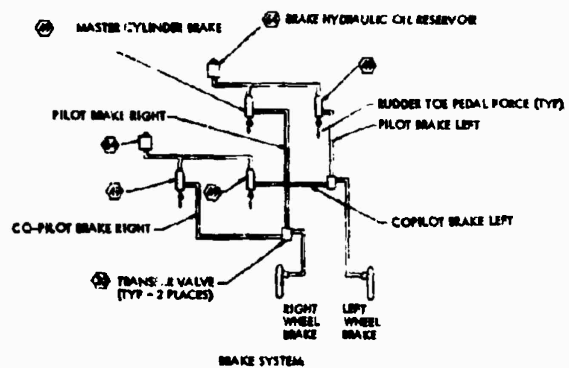 MASTER CYLINDER BRAKE
BRAKE HYDRAULIC OIL RESERVOIR
PILOT BRAKE RIGHT
RUDDER TOE PEDAL FORCE (TYP)
PILOT BRAKE LEFT
CO-PILOT BRAKE RIGHT
COPILOT BRAKE LEFT
TRANSFER VALVE
(TYP - 2 PLACES)
RIGHT
WHEEL
BRAKE
LEFT
WHEEL
BRAKE
BRAKE SYSTEM